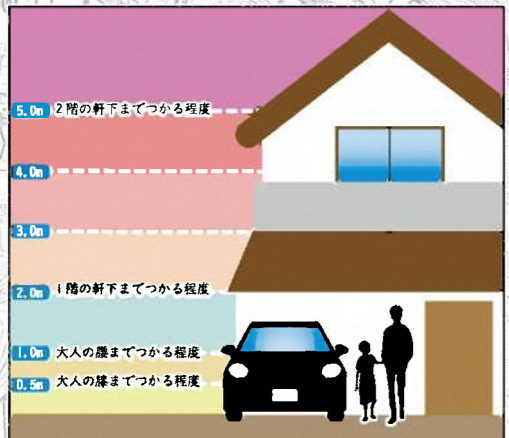 5.0m 2階の軒下までつかる程度
4.0m
3.0m
2.0m 1階の軒下までつかる程度
1.0m 大人の腰までつかる程度
0.5m 大人の膝までつかる程度